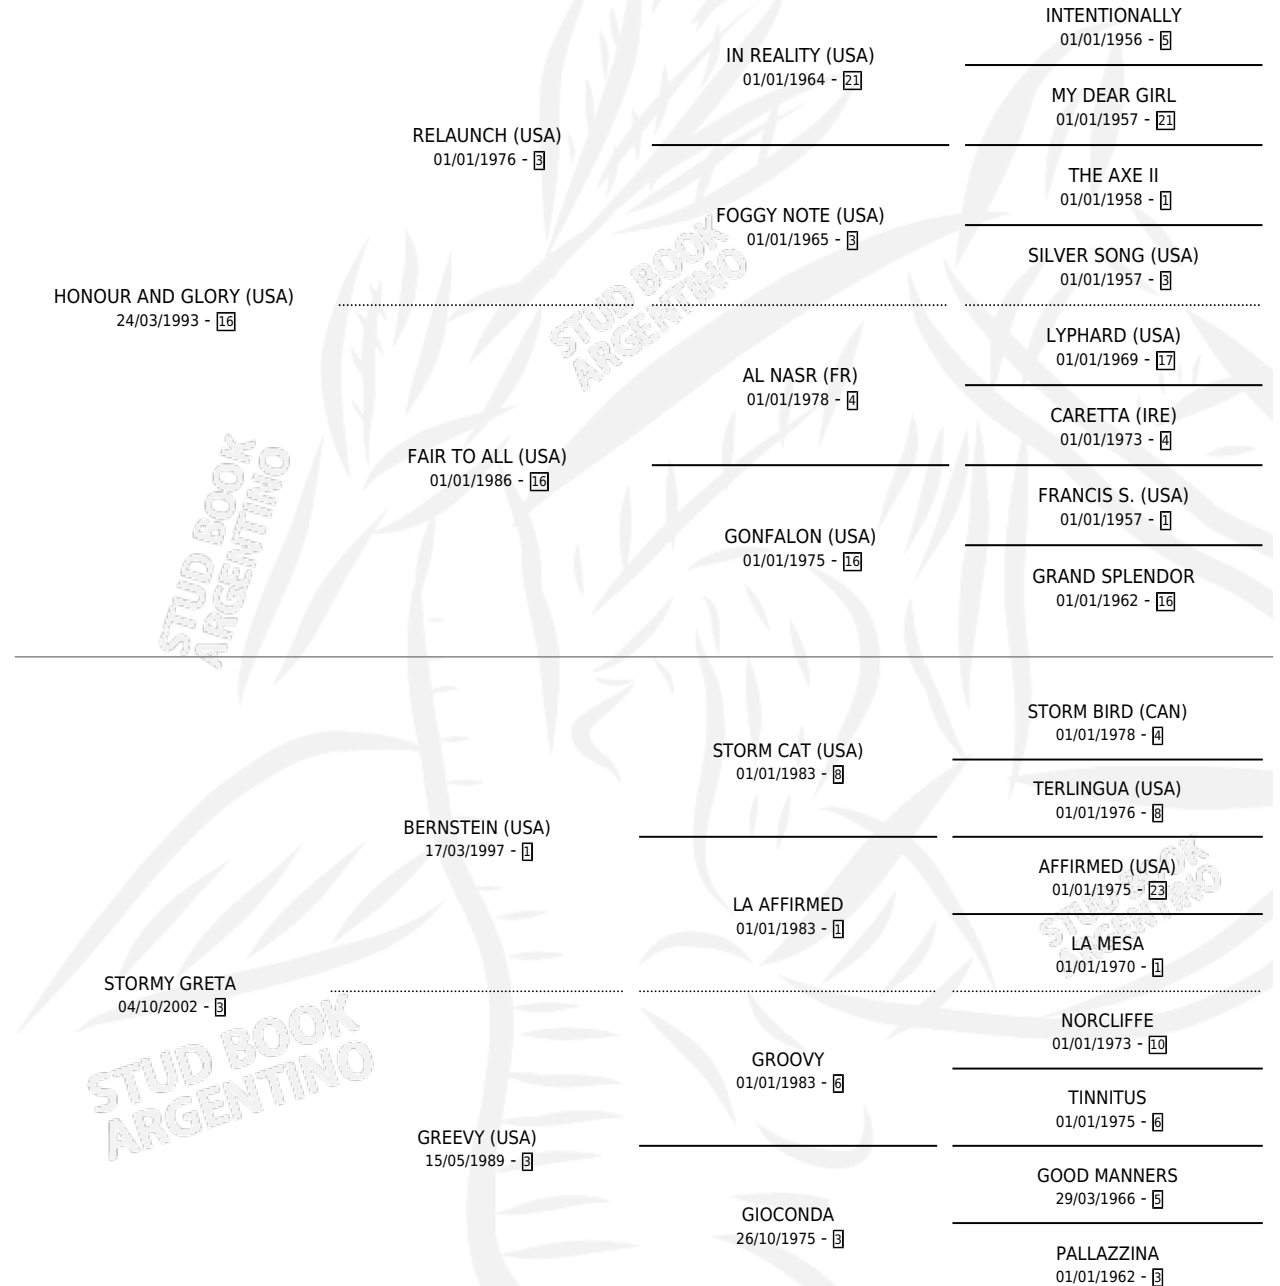 INTENTIONALLY
01/01/1956 - 5
IN REALITY (USA)
01/01/1964 - 21
MY DEAR GIRL
01/01/1957 - 21
RELAUNCH (USA)
01/01/1976 - 3
THE AXE II
01/01/1958 - 1
FOGGY NOTE (USA)
01/01/1965 - 3
SILVER SONG (USA)
01/01/1957 - 3
HONOUR AND GLORY (USA)
24/03/1993 - 16
LYPHARD (USA)
01/01/1969 - 17
AL NASR (FR)
01/01/1978 - 4
CARETTA (IRE)
01/01/1973 - 4
FAIR TO ALL (USA)
01/01/1986 - 16
FRANCIS S. (USA)
01/01/1957 - 1
GONFALON (USA)
01/01/1975 - 16
GRAND SPLENDOR
01/01/1962 - 16
STORM BIRD (CAN)
01/01/1978 - 4
STORM CAT (USA)
01/01/1983 - 8
TERLINGUA (USA)
01/01/1976 - 8
BERNSTEIN (USA)
17/03/1997 - 1
AFFIRMED (USA)
01/01/1975 - 23
LA AFFIRMED
01/01/1983 - 1
LA MESA
01/01/1970 - 1
STORMY GRETA
04/10/2002 - 3
NORCLIFFE
01/01/1973 - 10
GROOVY
01/01/1983 - 6
TINNITUS
01/01/1975 - 6
GREEVY (USA)
15/05/1989 - 3
GOOD MANNERS
29/03/1966 - 5
GIOCONDA
26/10/1975 - 3
PALLAZZINA
01/01/1962 - 3
STUD BOOK
ARGENTINO
STUD BOOK
ARGENTINO
STUD BOOK
ARGENTINO
STUD BOOK
ARGENTINO